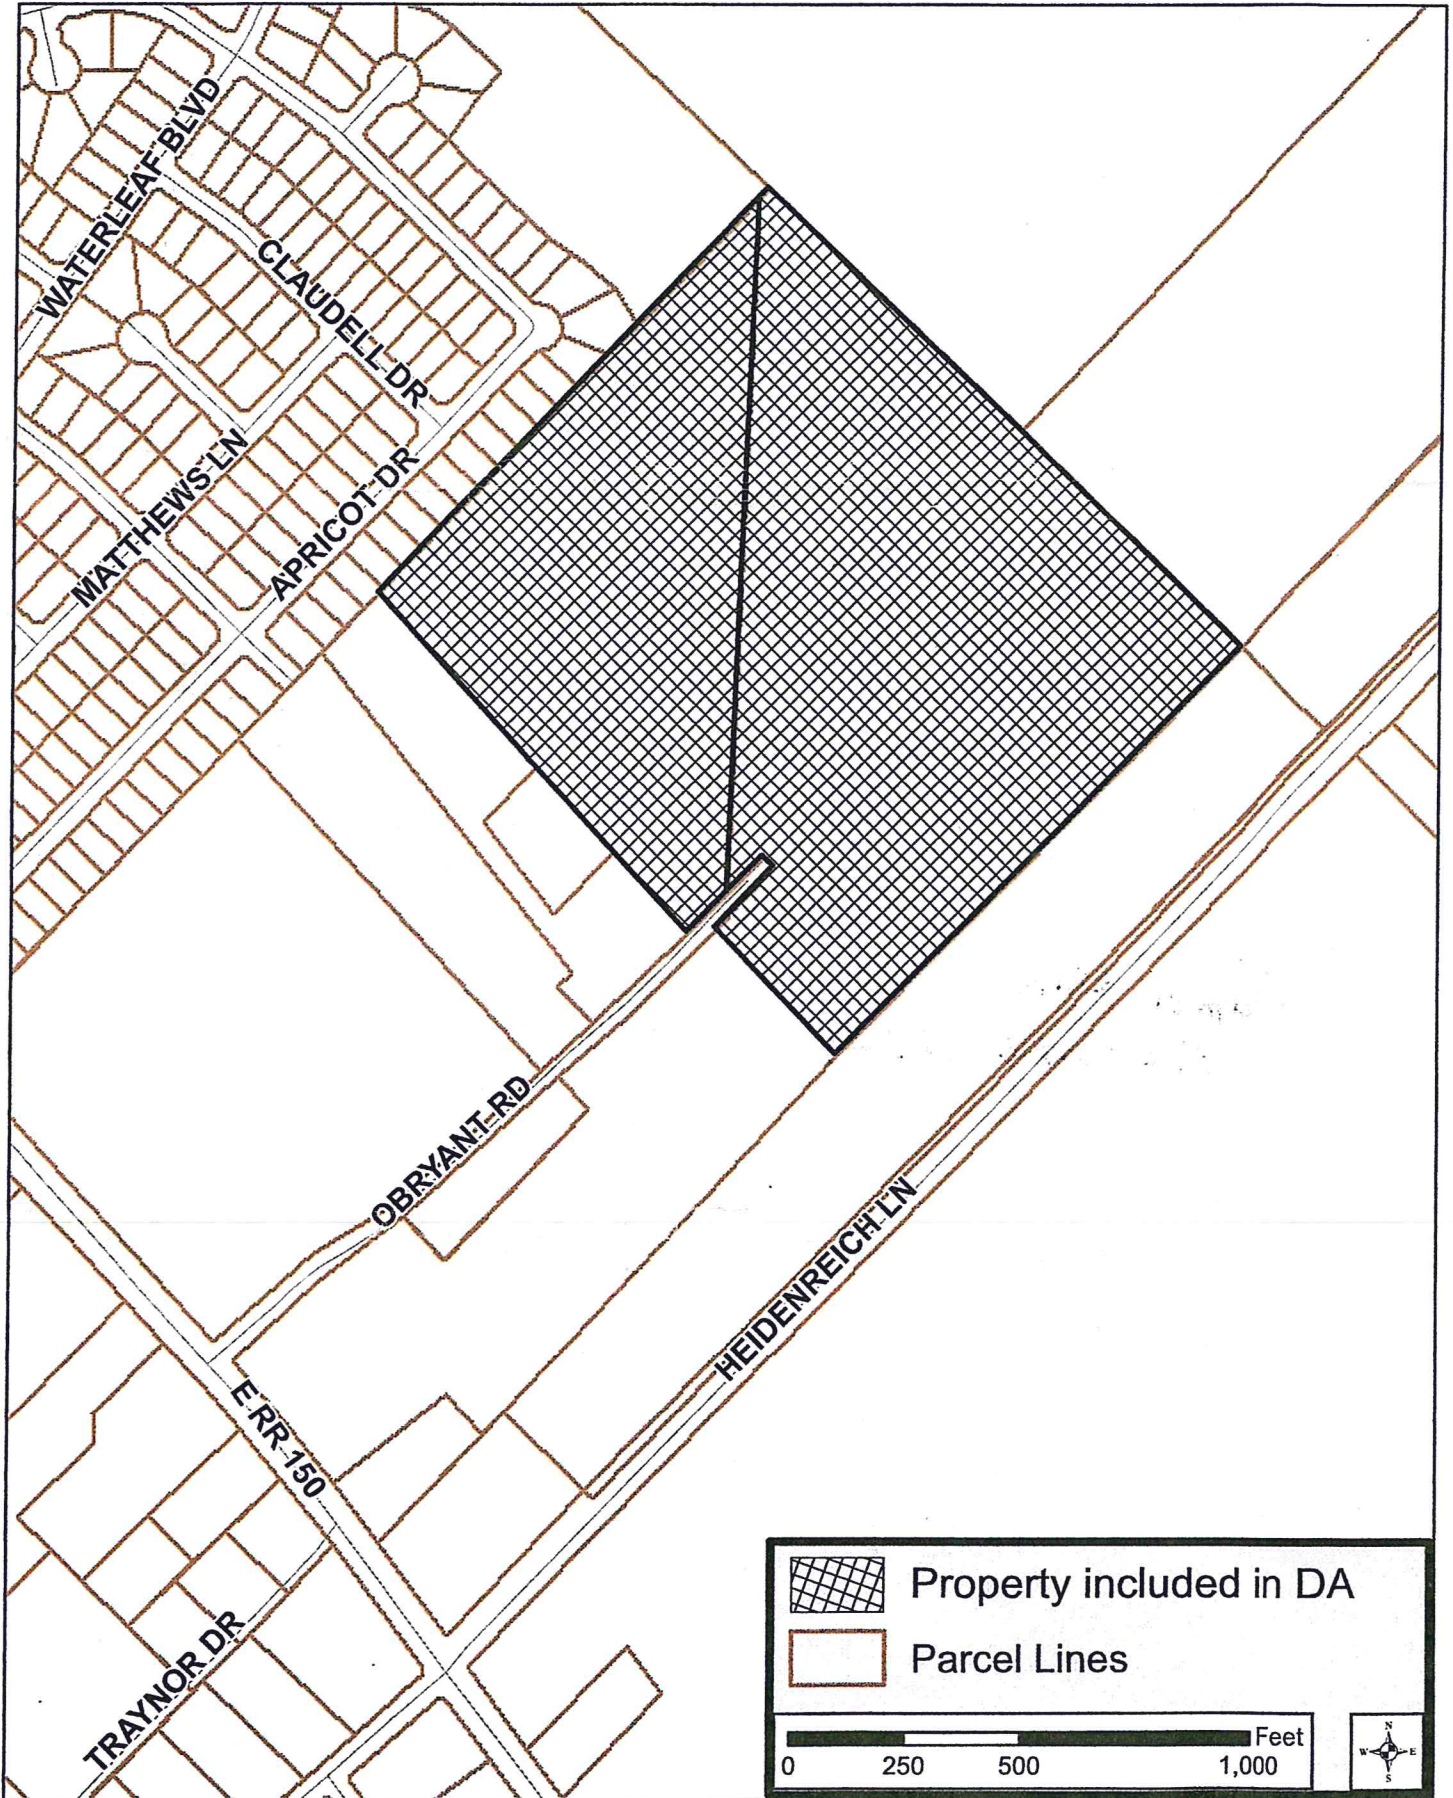 WATERLEAF BLVD
CLAUDELL DR
MATTHEWS LN
APRICOT DR
OBRYANT RD
HEIDENREICH LN
E RR 150
TRAYNOR DR
Property included in DA
Parcel Lines
Feet
0 250 500 1,000
N
W E
S